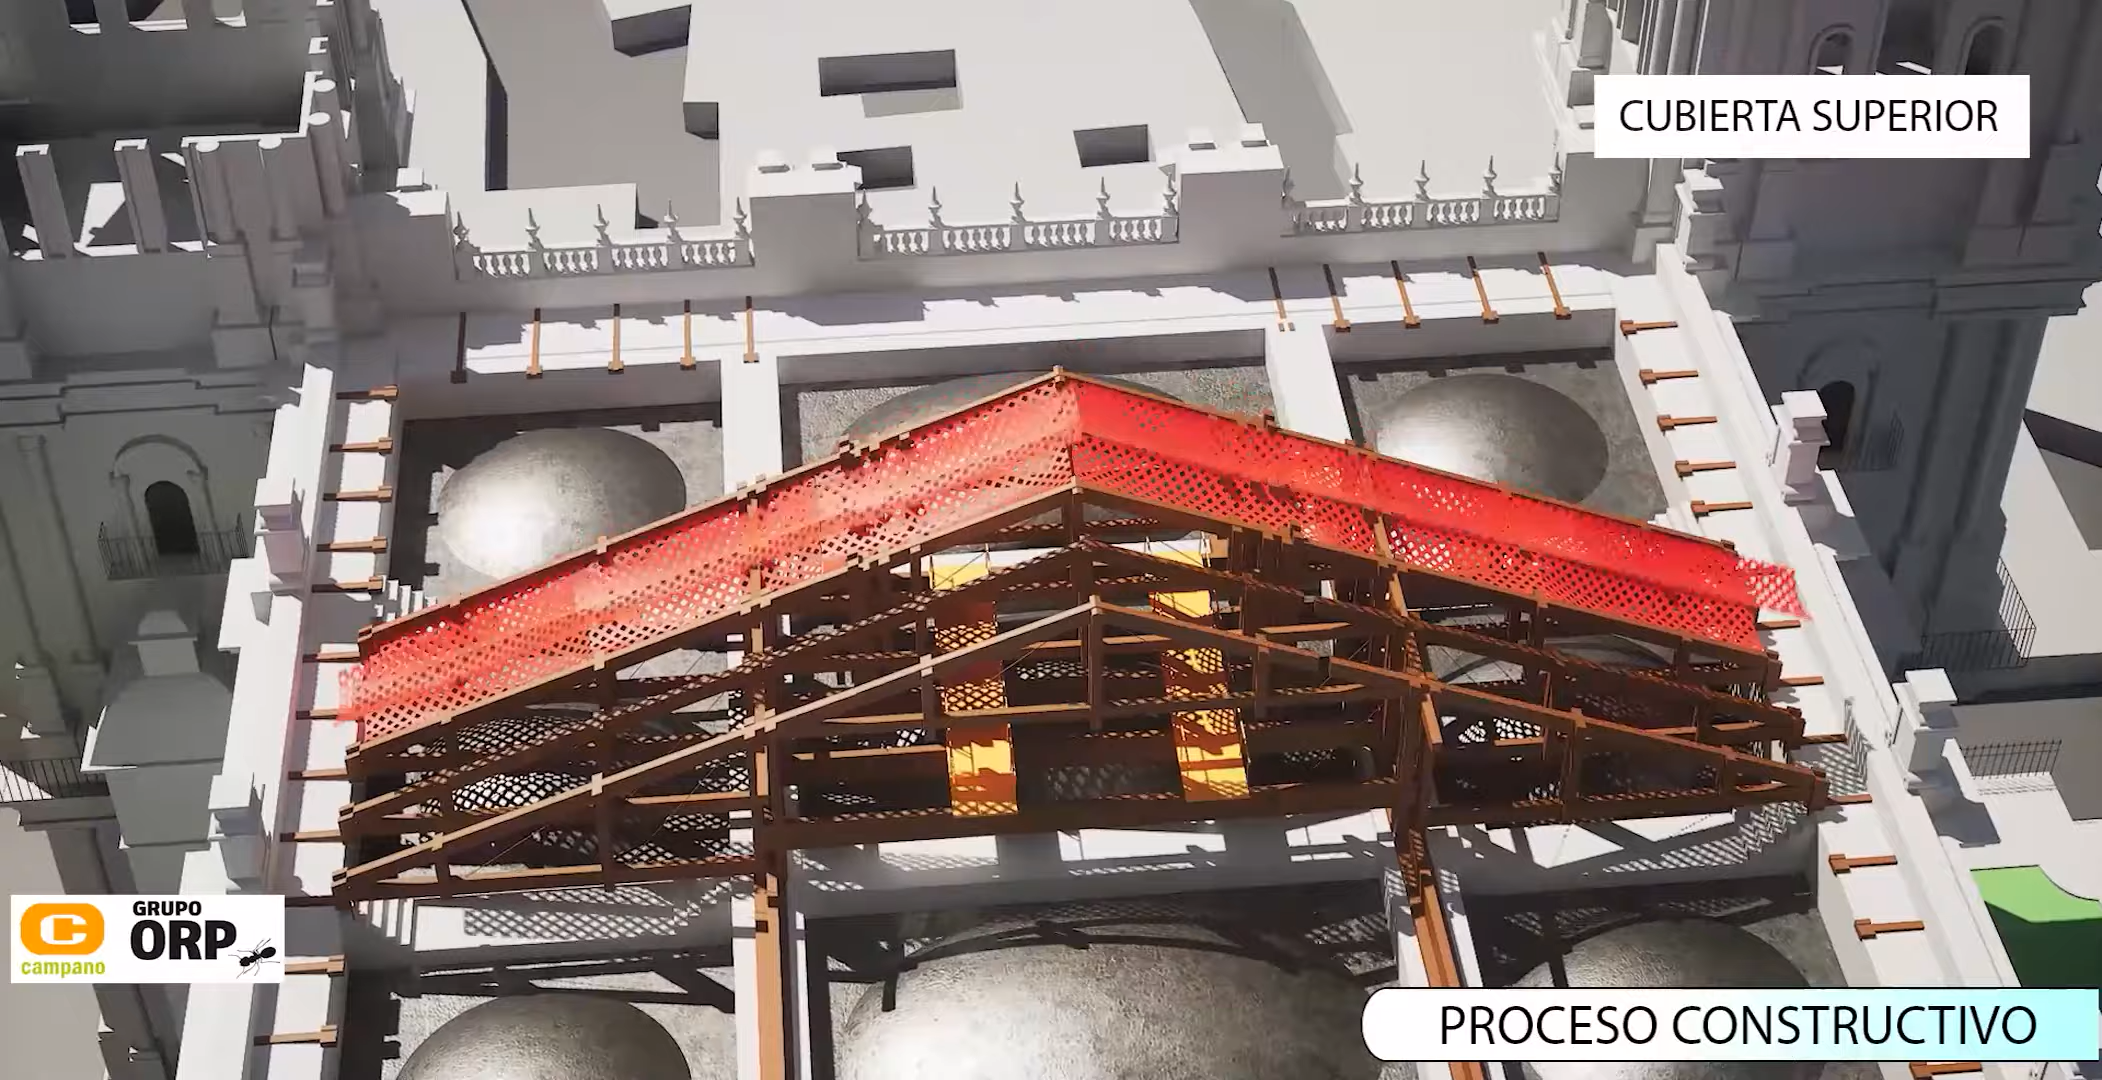 CUBIERTA SUPERIOR
C
campano
GRUPO
ORP
PROCESO CONSTRUCTIVO